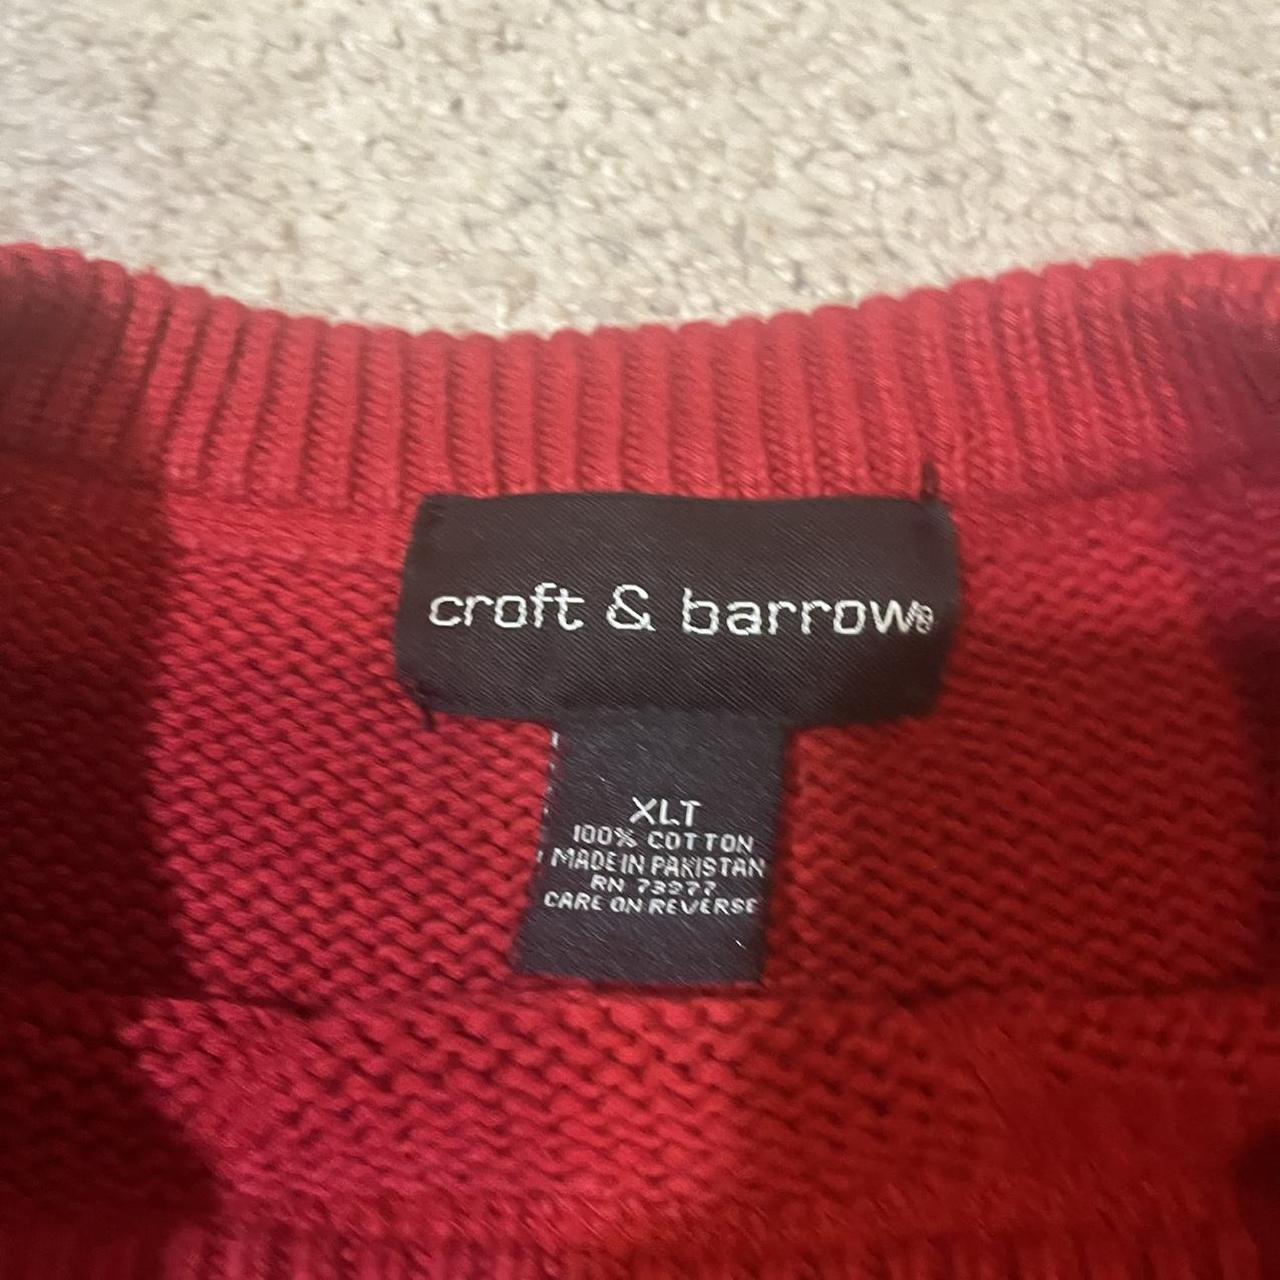 croft & barrow®
XLT
100% COTTON
MADE IN PAKISTAN
RN 73277
CARE ON REVERSE